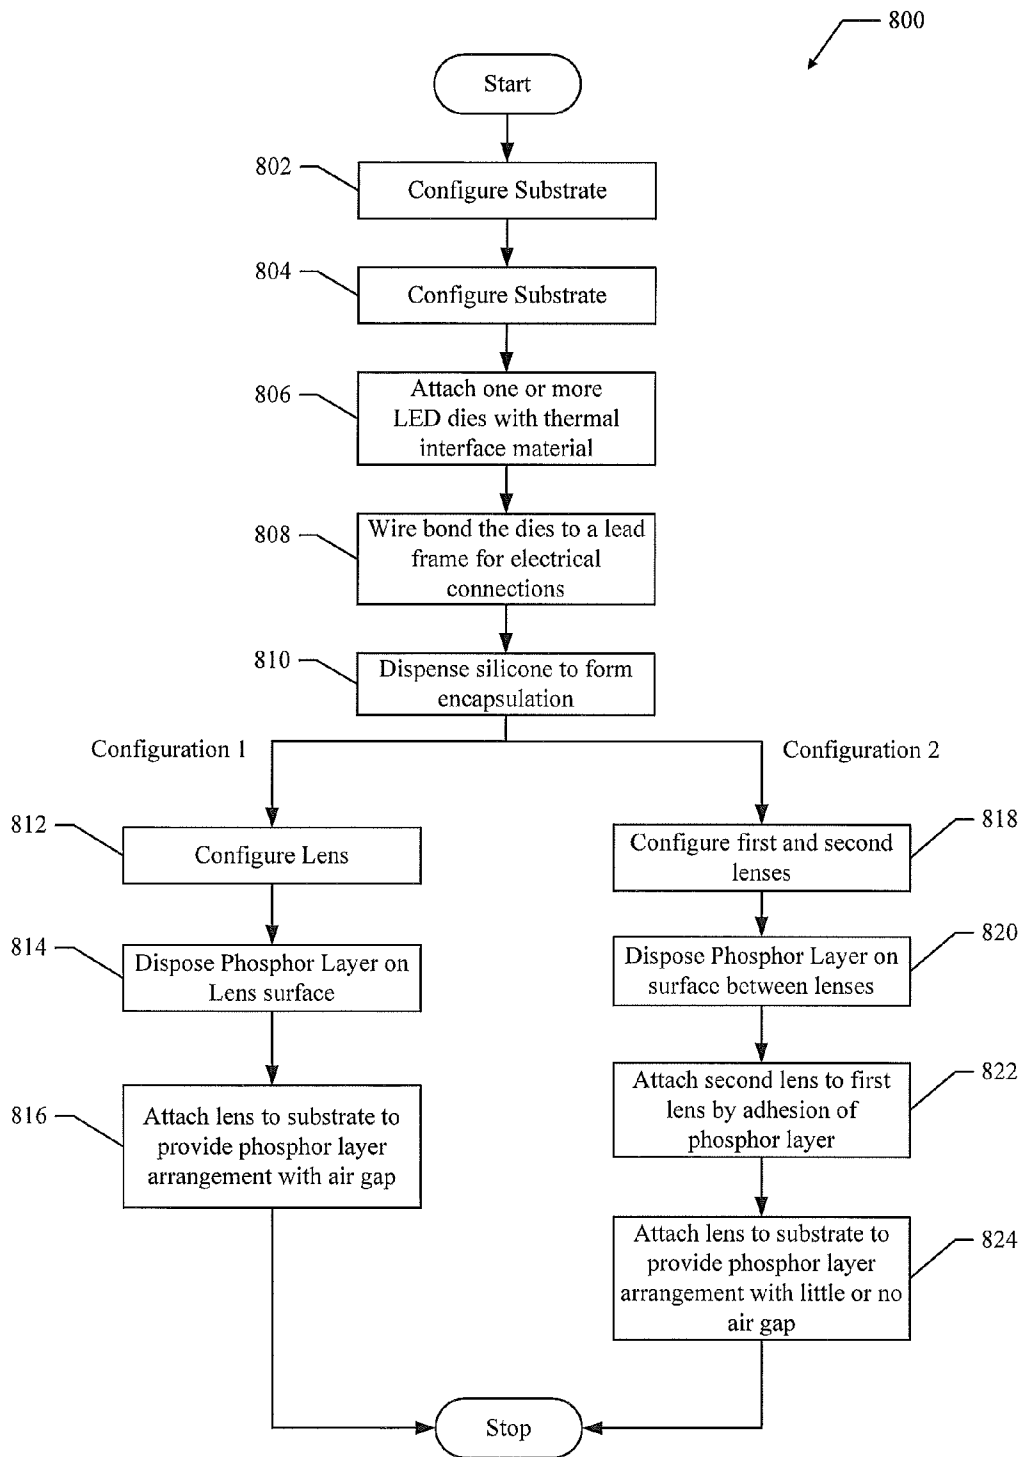 800
Start
802
Configure Substrate
804
Configure Substrate
806
Attach one or more
LED dies with thermal
interface material
808
Wire bond the dies to a lead
frame for electrical
connections
810
Dispense silicone to form
encapsulation
Configuration 1
Configuration 2
812
Configure Lens
814
Dispose Phosphor Layer on
Lens surface
816
Attach lens to substrate to
provide phosphor layer
arrangement with air gap
818
Configure first and second
lenses
820
Dispose Phosphor Layer on
surface between lenses
822
Attach second lens to first
lens by adhesion of
phosphor layer
824
Attach lens to substrate to
provide phosphor layer
arrangement with little or no
air gap
Stop